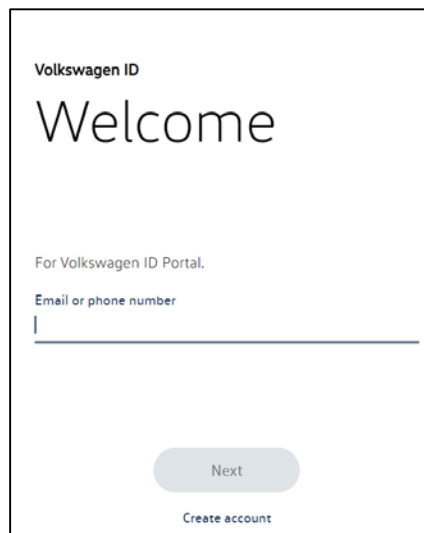 Volkswagen ID
Welcome
For Volkswagen ID Portal.
Email or phone number
Next
Create account